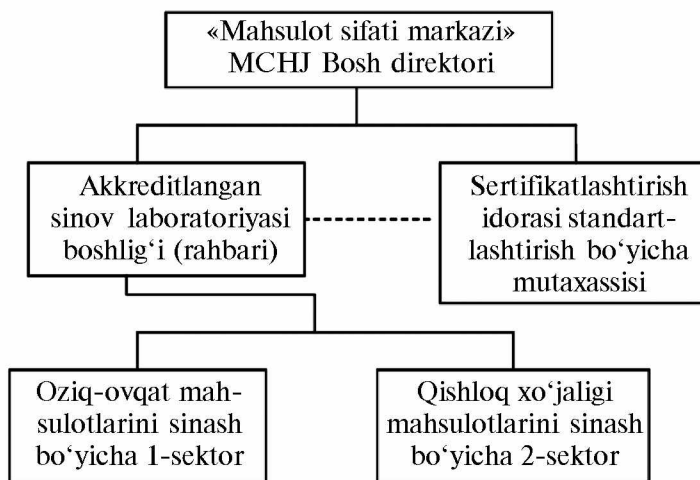 «Mahsulot sifati markazi»
MCHJ Bosh direktori
Akkreditlangan
sinov laboratoriyasi
boshlig‘i (rahbari)
Sertifikatlashtirish
idorasi standart-
lashtirish bo‘yicha
mutaxassisi
Oziq-ovqat mah-
sulotlarini sinash
bo‘yicha 1-sektor
Qishloq xo‘jaligi
mahsulotlarini sinash
bo‘yicha 2-sektor